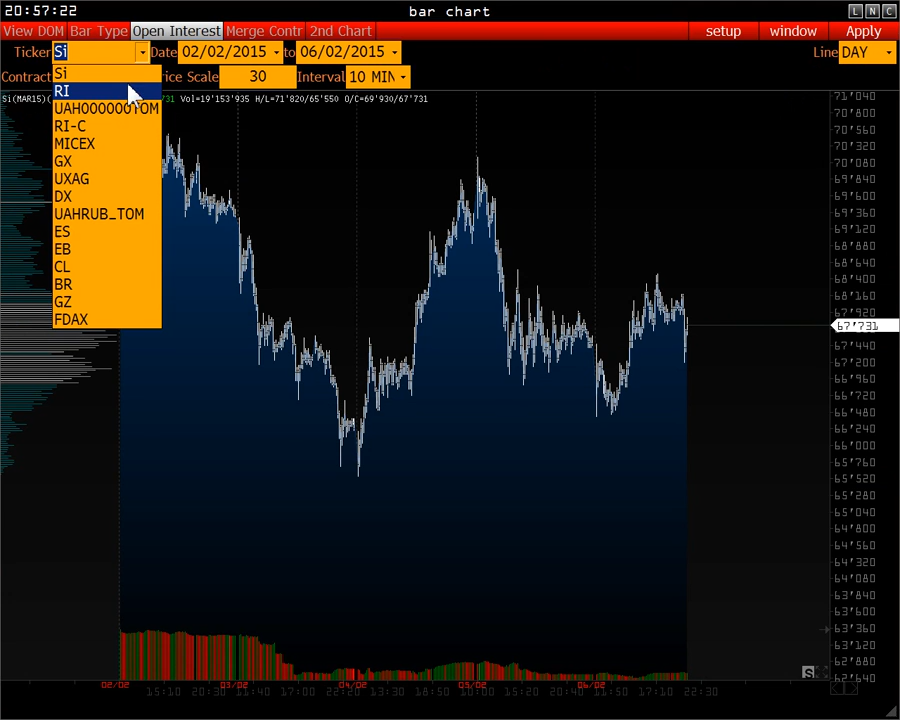 20:57:22 bar chart L N C
View DOM Bar Type Open Interest Merge Contr 2nd Chart setup window Apply
Ticker Si Date 02/02/2015 to 06/02/2015 Line DAY
Contract rice Scale 30 Interval 10 MIN
Si
RI
UAH000000TOM
RI-C
MICEX
GX
UXAG
DX
UAHRUB_TOM
ES
EB
CL
BR
GZ
FDAX
Si(MAR15)( 731 Vol=19'153'935 H/L=71'820/65'550 O/C=69'930/67'731
71'040
70'800
70'560
70'320
70'080
69'840
69'600
69'360
69'120
68'880
68'640
68'400
68'160
67'920
67'731
67'440
67'200
66'960
66'720
66'480
66'240
66'000
65'760
65'520
65'280
65'040
64'800
64'560
64'320
64'080
63'840
63'600
63'360
63'120
62'880
62'640
S
02/02 15:10 20:30 03/02 11:40 17:00 22:20 04/02 13:30 18:50 05/02 10:00 15:20 20:40 06/02 11:50 17:10 22:30